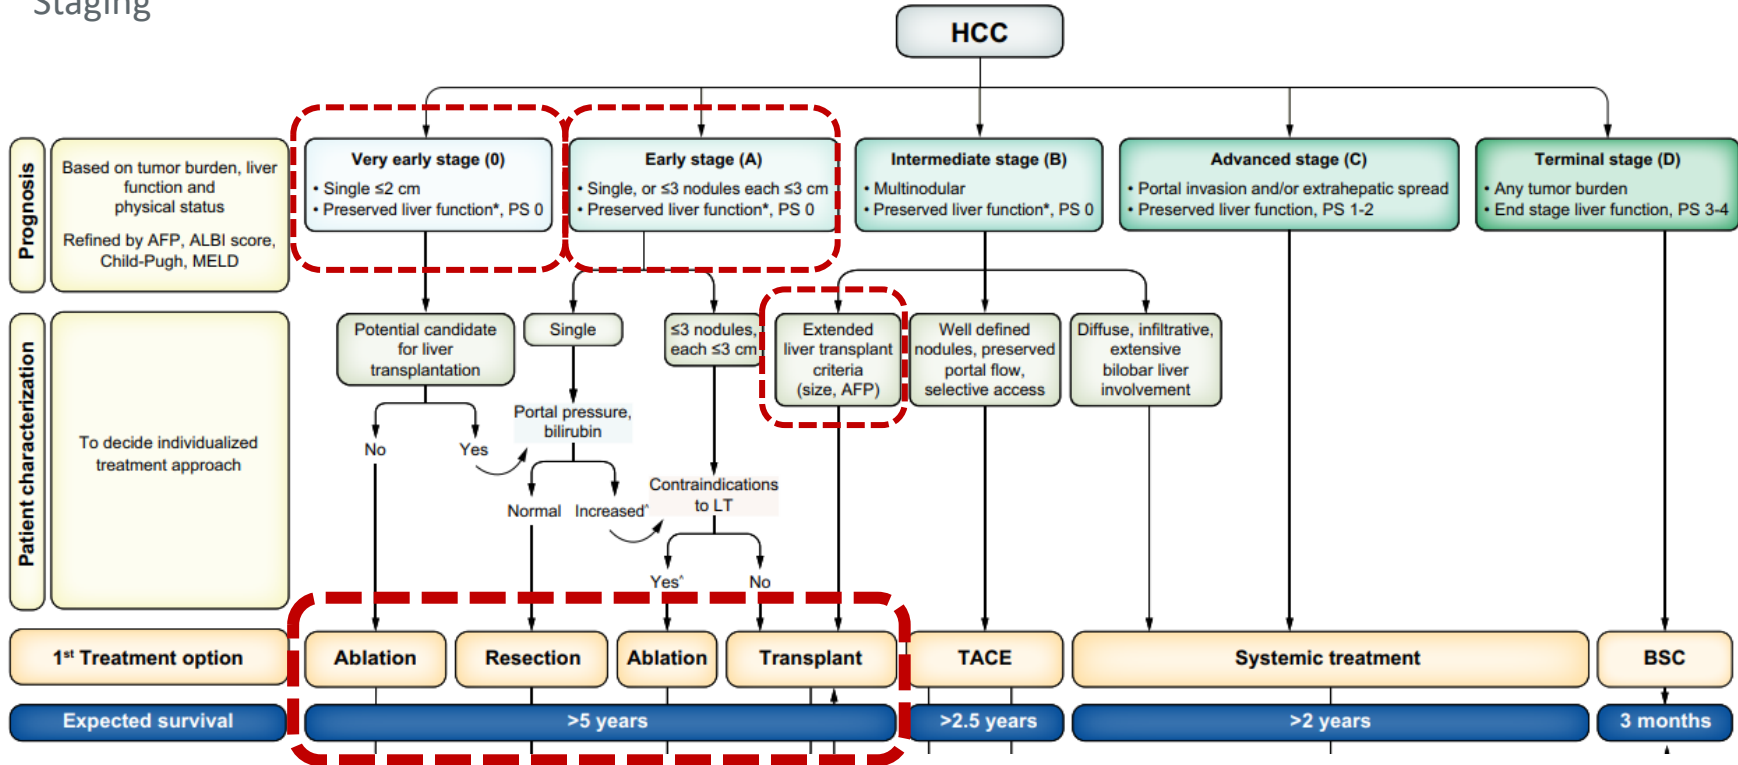 Staging
HCC
Prognosis
Based on tumor burden, liver
function and
physical status
Refined by AFP, ALBI score,
Child-Pugh, MELD
Very early stage (0)
• Single ≤2 cm
• Preserved liver function*, PS 0
Early stage (A)
• Single, or ≤3 nodules each ≤3 cm
• Preserved liver function*, PS 0
Intermediate stage (B)
• Multinodular
• Preserved liver function*, PS 0
Advanced stage (C)
• Portal invasion and/or extrahepatic spread
• Preserved liver function, PS 1-2
Terminal stage (D)
• Any tumor burden
• End stage liver function, PS 3-4
Patient characterization
To decide individualized
treatment approach
Potential candidate
for liver
transplantation
Single
≤3 nodules,
each ≤3 cm
Extended
liver transplant
criteria
(size, AFP)
Well defined
nodules, preserved
portal flow,
selective access
Diffuse, infiltrative,
extensive
bilobar liver
involvement
No
Yes
Portal pressure,
bilirubin
Normal
Increased^
Contraindications
to LT
Yes^
No
1st Treatment option
Ablation
Resection
Ablation
Transplant
TACE
Systemic treatment
BSC
Expected survival
>5 years
>2.5 years
>2 years
3 months